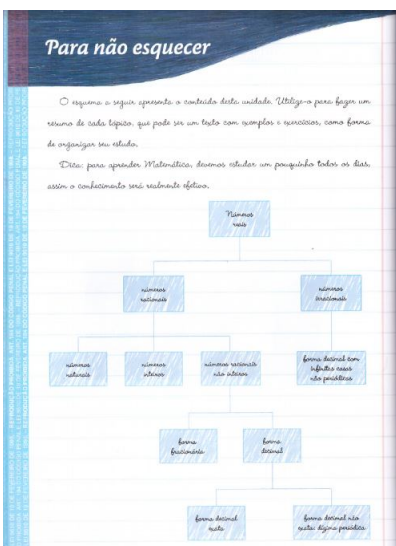 Para não esquecer
O esquema a seguir apresenta o conteúdo desta unidade. Utilize-o para fazer um
resumo de cada tópico, que pode ser um texto com exemplos e exercícios, como forma
de organizar seu estudo.
Dica: para aprender Matemática, devemos estudar um pouquinho todos os dias,
assim o conhecimento será realmente efetivo.
Números
reais
números
racionais
números
irracionais
números
naturais
números
inteiros
números racionais
não inteiros
forma decimal com
infinitas casas
não periódicas
forma
fracionária
forma
decimal
forma decimal
exata
forma decimal não
exata: dízima periódica